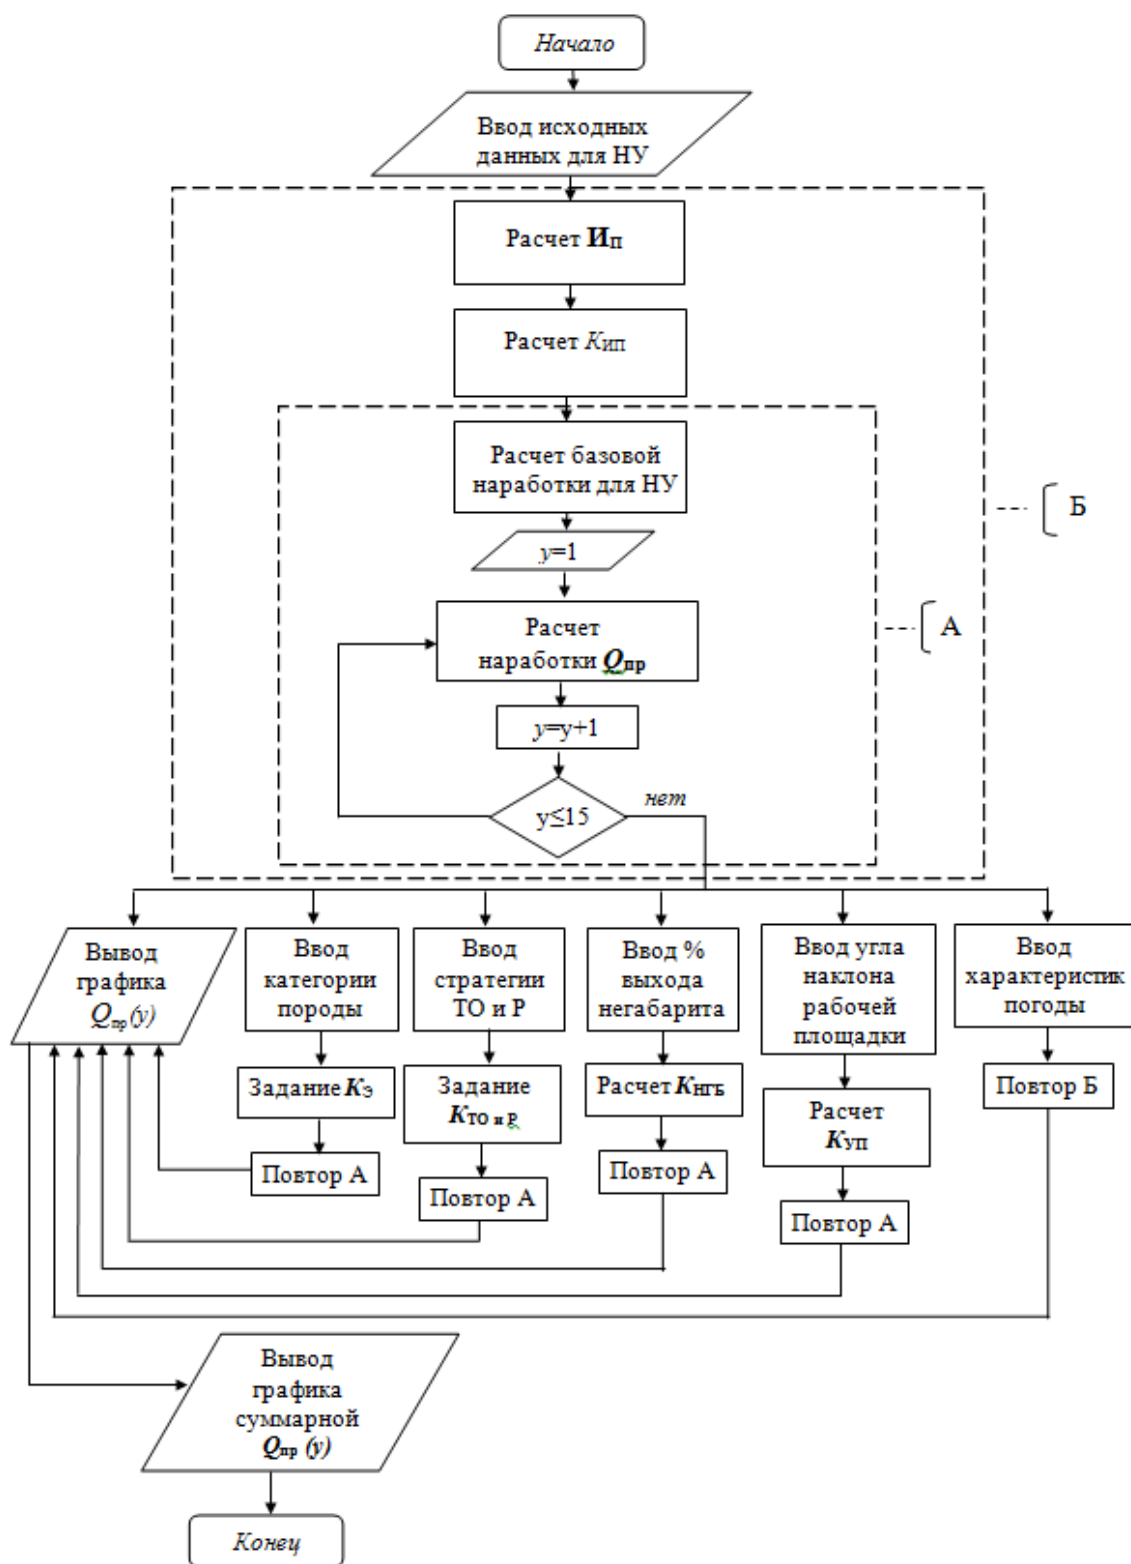 Начало
Ввод исходных
данных для НУ
Расчет ИП
Расчет КИП
Расчет базовой
наработки для НУ
Б
y=1
Расчет
наработки Qпр
А
y=y+1
y≤15
нет
Вывод
графика
Qпр(y)
Ввод
категории
породы
Ввод
стратегии
ТО и Р
Ввод %
выхода
негабарита
Ввод угла
наклона
рабочей
площадки
Ввод
характеристик
погоды
Задание КЭ
Задание
КТО и Р
Расчет КНГБ
Расчет
КУП
Повтор Б
Повтор А
Повтор А
Повтор А
Повтор А
Вывод
графика
суммарной
Qпр (y)
Конец